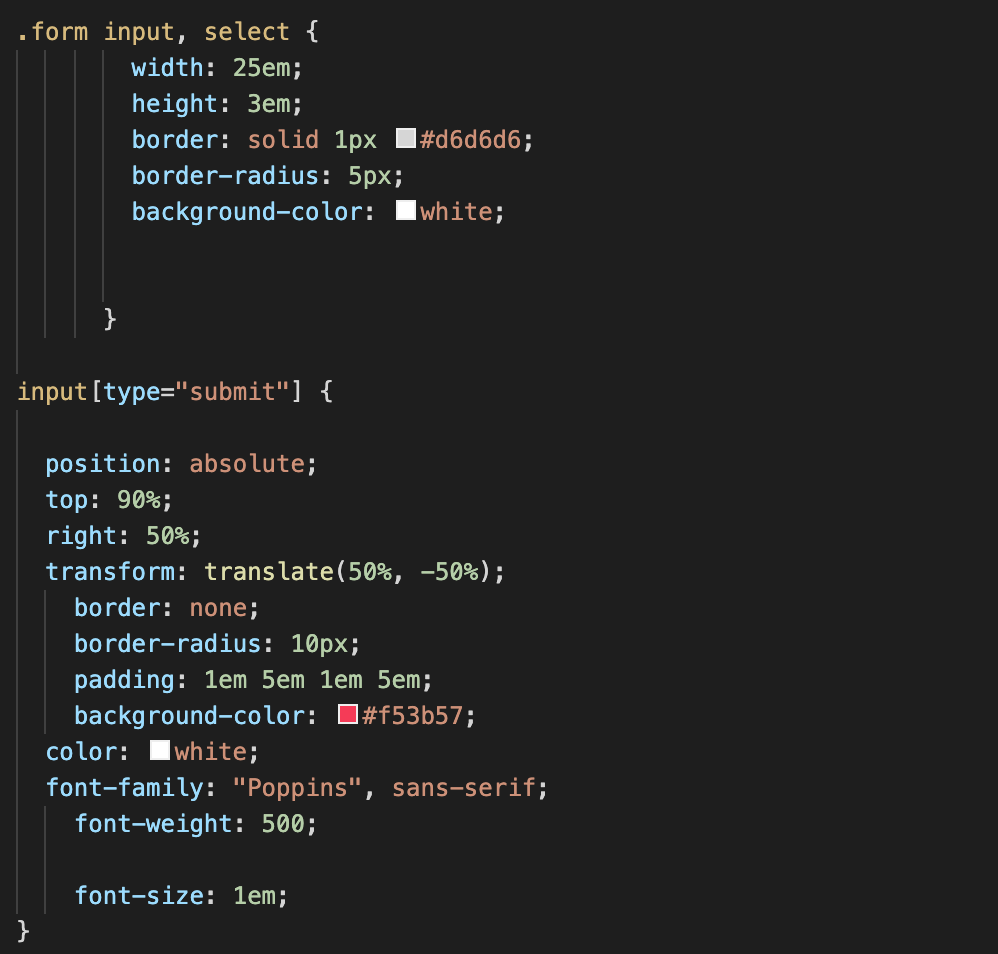 .form input, select {
width: 25em;
height: 3em;
border: solid 1px #d6d6d6;
border-radius: 5px;
background-color: white;
}
input[type="submit"] {
position: absolute;
top: 90%;
right: 50%;
transform: translate(50%, -50%);
border: none;
border-radius: 10px;
padding: 1em 5em 1em 5em;
background-color: #f53b57;
color: white;
font-family: "Poppins", sans-serif;
font-weight: 500;
font-size: 1em;
}